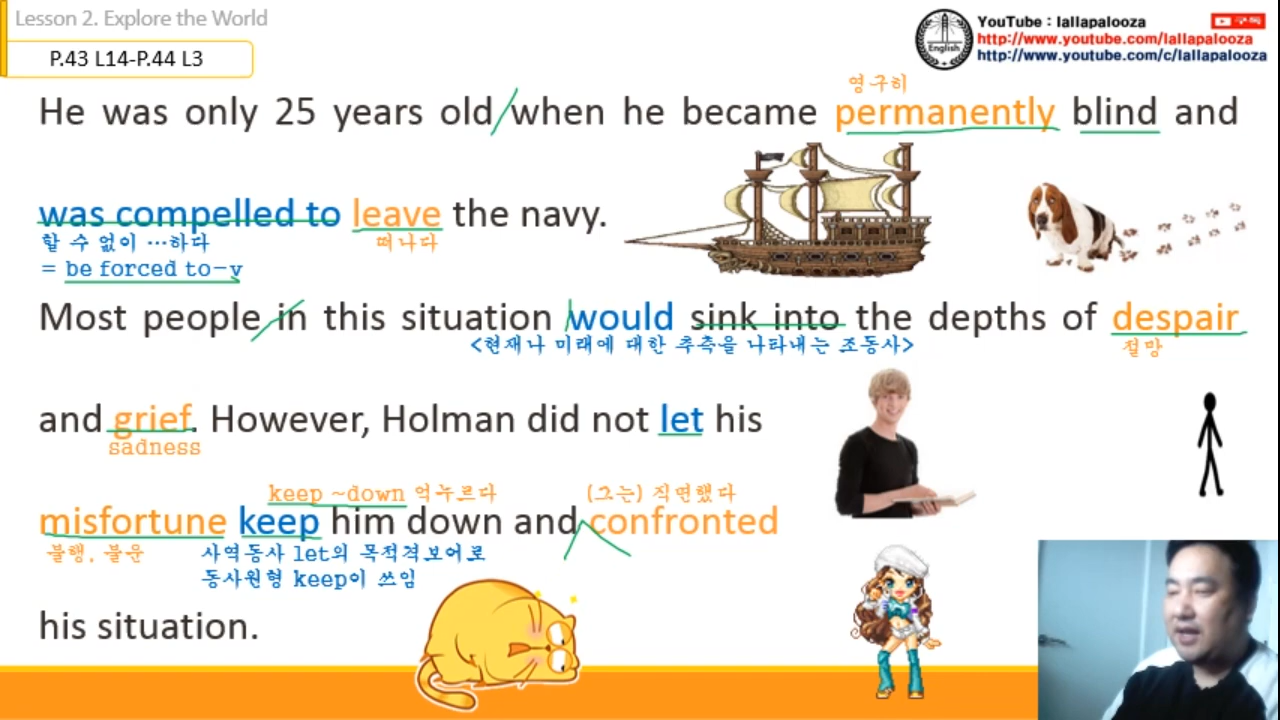 Lesson 2. Explore the World
P.43 L14-P.44 L3
English
YouTube : lallapalooza
구독
http://www.youtube.com/lallapalooza
http://www.youtube.com/c/lallapalooza
영구히
He was only 25 years old when he became permanently blind and
was compelled to leave the navy.
할 수 없이 …하다 떠나다
= be forced to-v
Most people in this situation would sink into the depths of despair
<현재나 미래에 대한 추측을 나타내는 조동사> 절망
and grief. However, Holman did not let his
sadness
keep ~down 억누르다 (그는) 직면했다
misfortune keep him down and confronted
불행, 불운 사역동사 let의 목적격보어로
동사원형 keep이 쓰임
his situation.